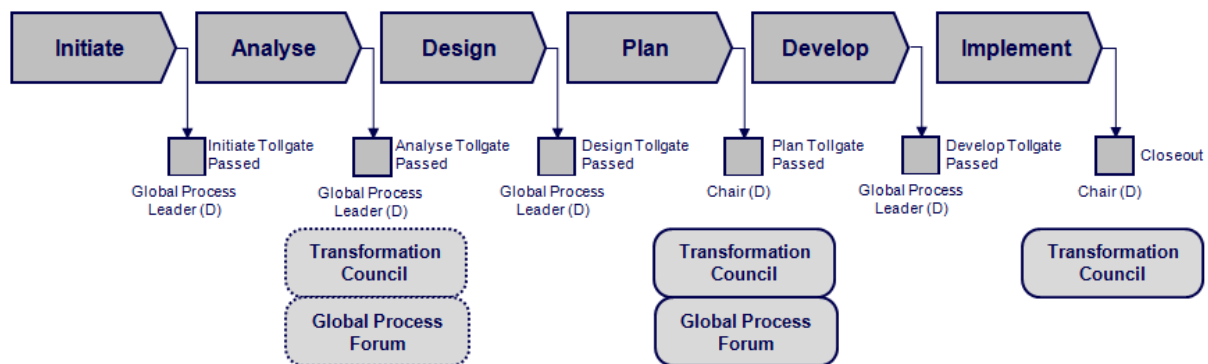 Initiate
Analyse
Design
Plan
Develop
Implement
Initiate Tollgate
Passed
Analyse Tollgate
Passed
Design Tollgate
Passed
Plan Tollgate
Passed
Develop Tollgate
Passed
Closeout
Global Process
Leader (D)
Global Process
Leader (D)
Global Process
Leader (D)
Chair (D)
Global Process
Leader (D)
Chair (D)
Transformation
Council
Transformation
Council
Transformation
Council
Global Process
Forum
Global Process
Forum